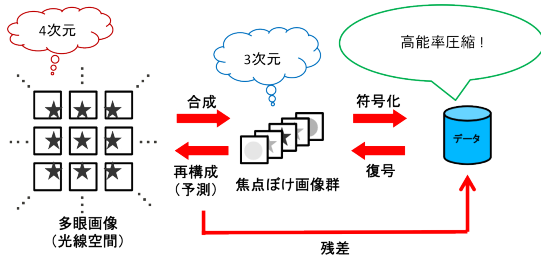 4次元
3次元
高能率圧縮！
合成
再構成
（予測）
符号化
復号
データ
多眼画像
（光線空間）
焦点ぼけ画像群
残差